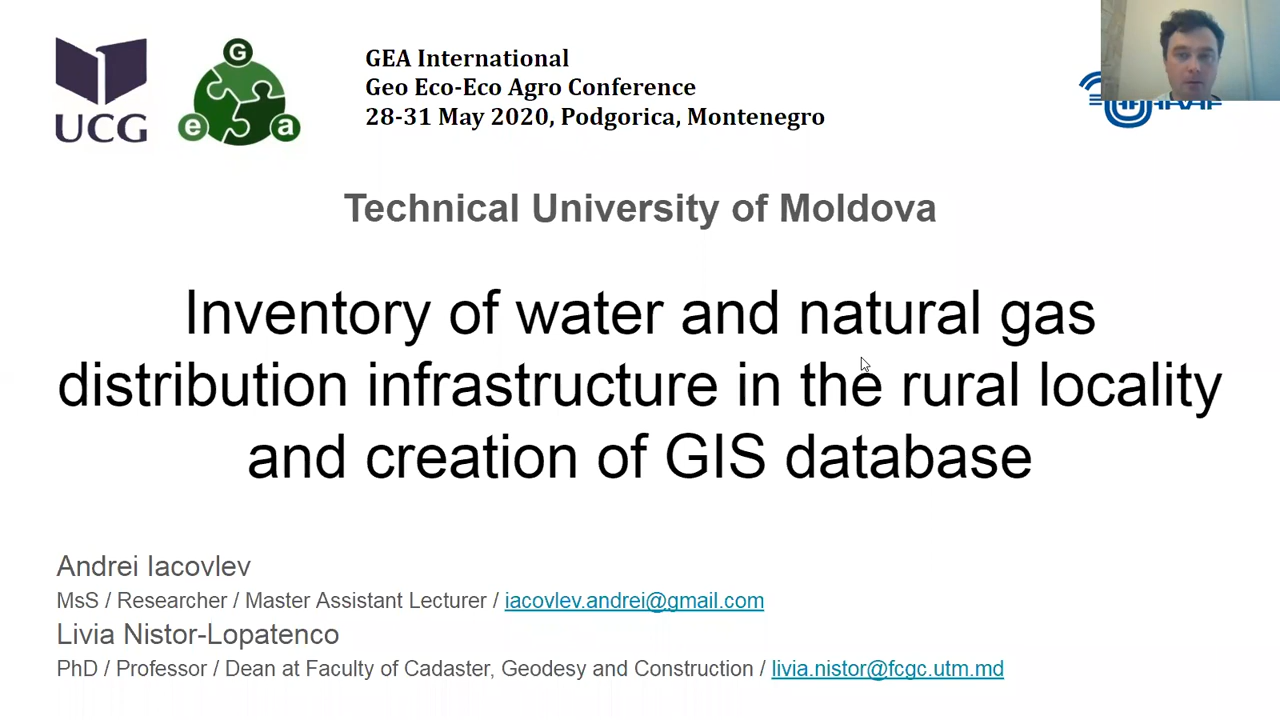 UCG
G
e
a
GEA International
Geo Eco-Eco Agro Conference
28-31 May 2020, Podgorica, Montenegro
Technical University of Moldova
Inventory of water and natural gas
distribution infrastructure in the rural locality
and creation of GIS database
Andrei Iacovlev
MsS / Researcher / Master Assistant Lecturer / iacovlev.andrei@gmail.com
Livia Nistor-Lopatenco
PhD / Professor / Dean at Faculty of Cadaster, Geodesy and Construction / livia.nistor@fcgc.utm.md